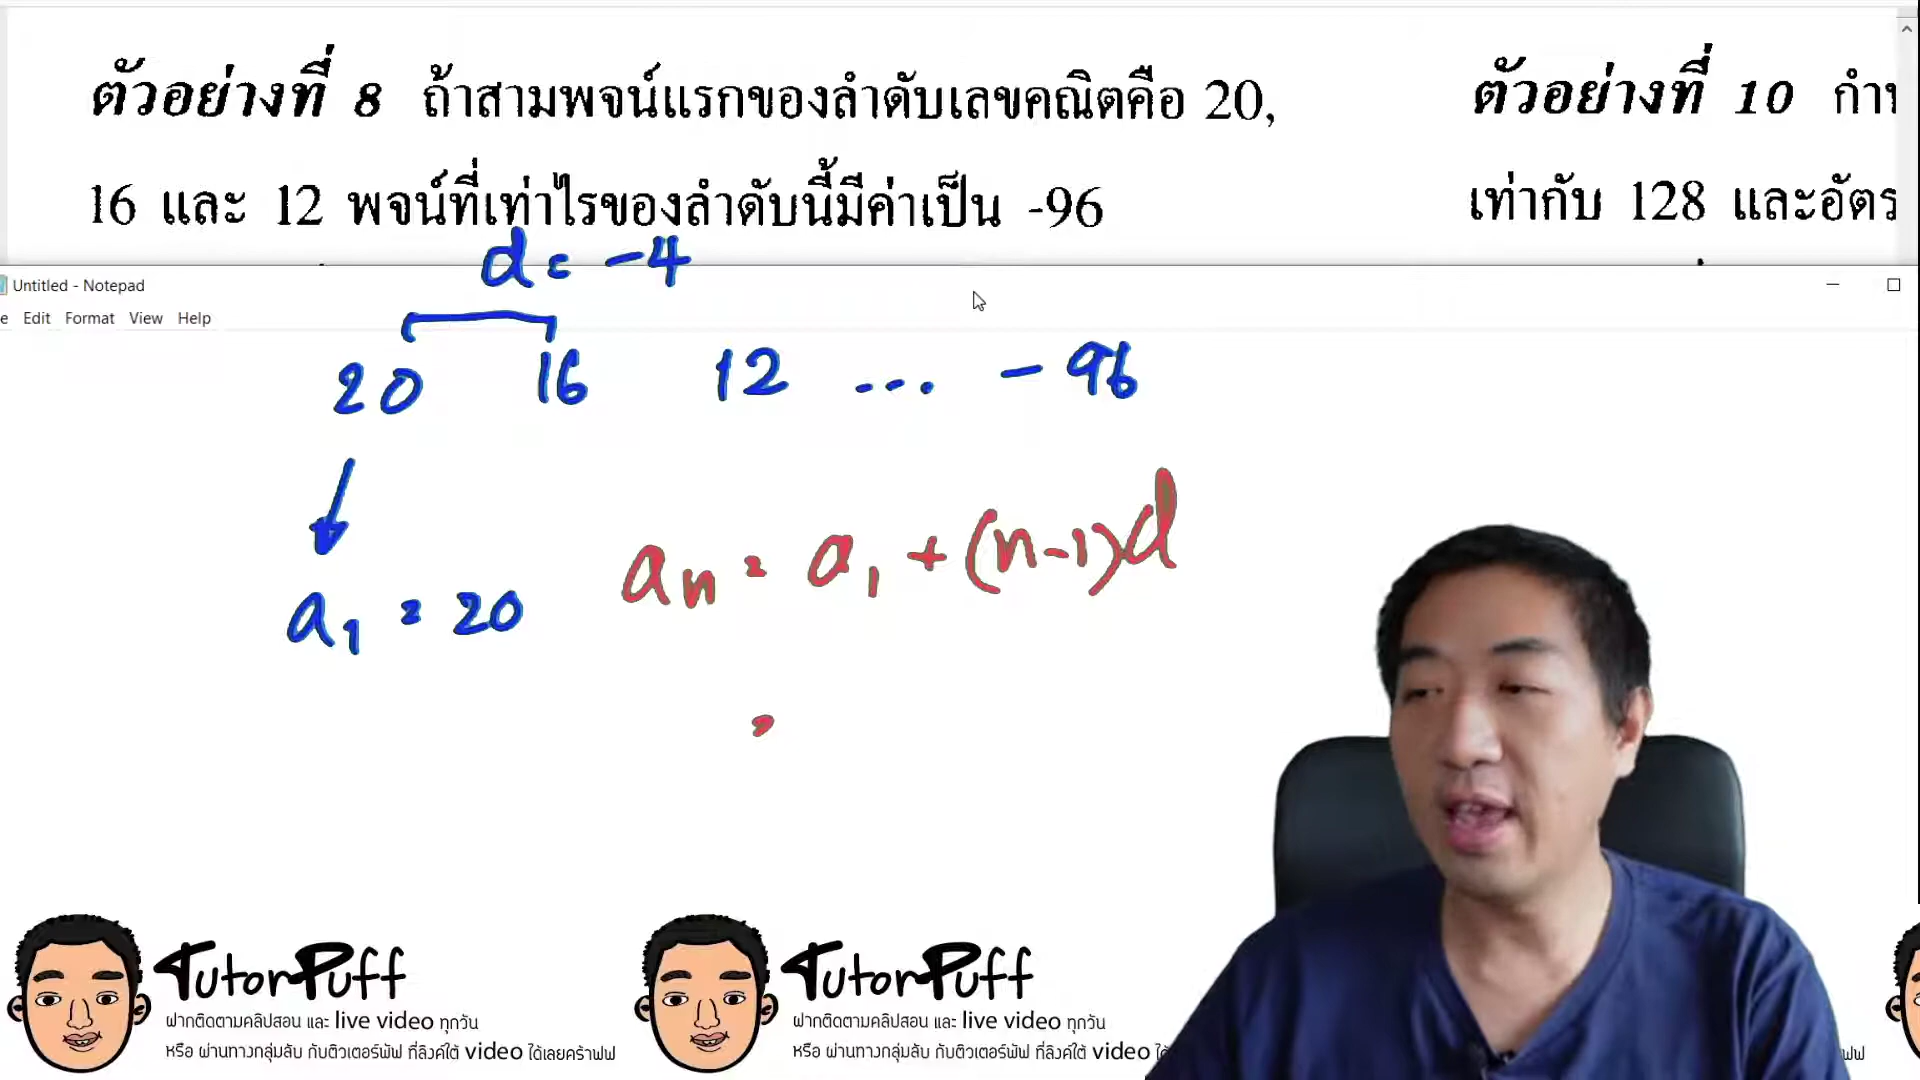 ตัวอย่างที่ 8 ถ้าสามพจน์แรกของลำดับเลขคณิตคือ 20,
16 และ 12 พจน์ที่เท่าไรของลำดับนี้มีค่าเป็น -96
ตัวอย่างที่ 10
เท่ากับ 128 และอัตร
Untitled - Notepad
Edit Format View Help
d = -4
20 16 12 ... - 96
a₁ = 20
aₙ = a₁ + (n-1)d
=
TutorPuff
ฝากติดตามคลิปสอน และ live video ทุกวัน
หรือ ผ่านทางกลุ่มลับ กับติวเตอร์พัฟ ที่ลิงค์ใต้ video ได้เลยคร้าฟฟ
TutorPuff
ฝากติดตามคลิปสอน และ live video ทุกวัน
หรือ ผ่านทางกลุ่มลับ กับติวเตอร์พัฟ ที่ลิงค์ใต้ video